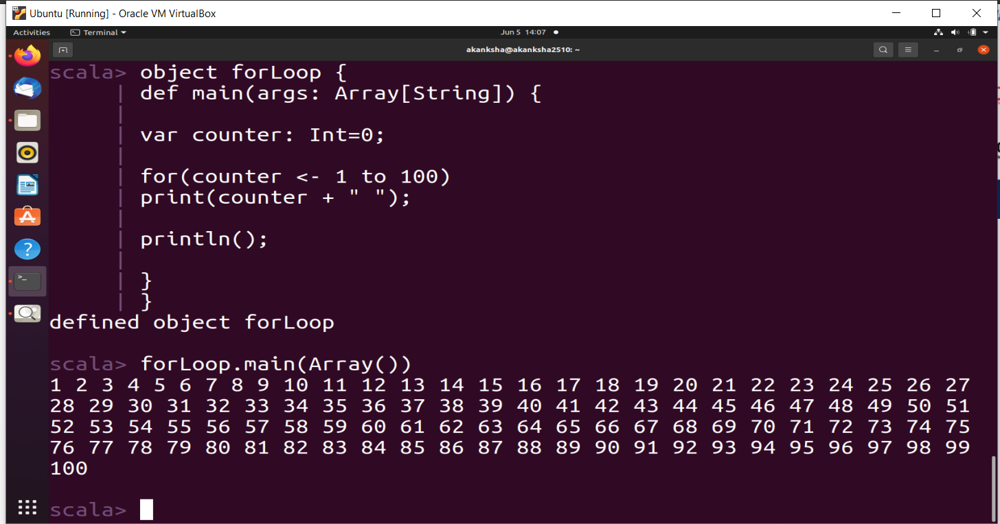 Ubuntu [Running] - Oracle VM VirtualBox
Activities Terminal Jun 5 14:07
akanksha@akanksha2510: ~
scala> object forLoop {
| def main(args: Array[String]) {
|
| var counter: Int=0;
|
| for(counter <- 1 to 100)
| print(counter + " ");
|
| println();
|
| }
| }
defined object forLoop
scala> forLoop.main(Array())
1 2 3 4 5 6 7 8 9 10 11 12 13 14 15 16 17 18 19 20 21 22 23 24 25 26 27
28 29 30 31 32 33 34 35 36 37 38 39 40 41 42 43 44 45 46 47 48 49 50 51
52 53 54 55 56 57 58 59 60 61 62 63 64 65 66 67 68 69 70 71 72 73 74 75
76 77 78 79 80 81 82 83 84 85 86 87 88 89 90 91 92 93 94 95 96 97 98 99
100
scala>